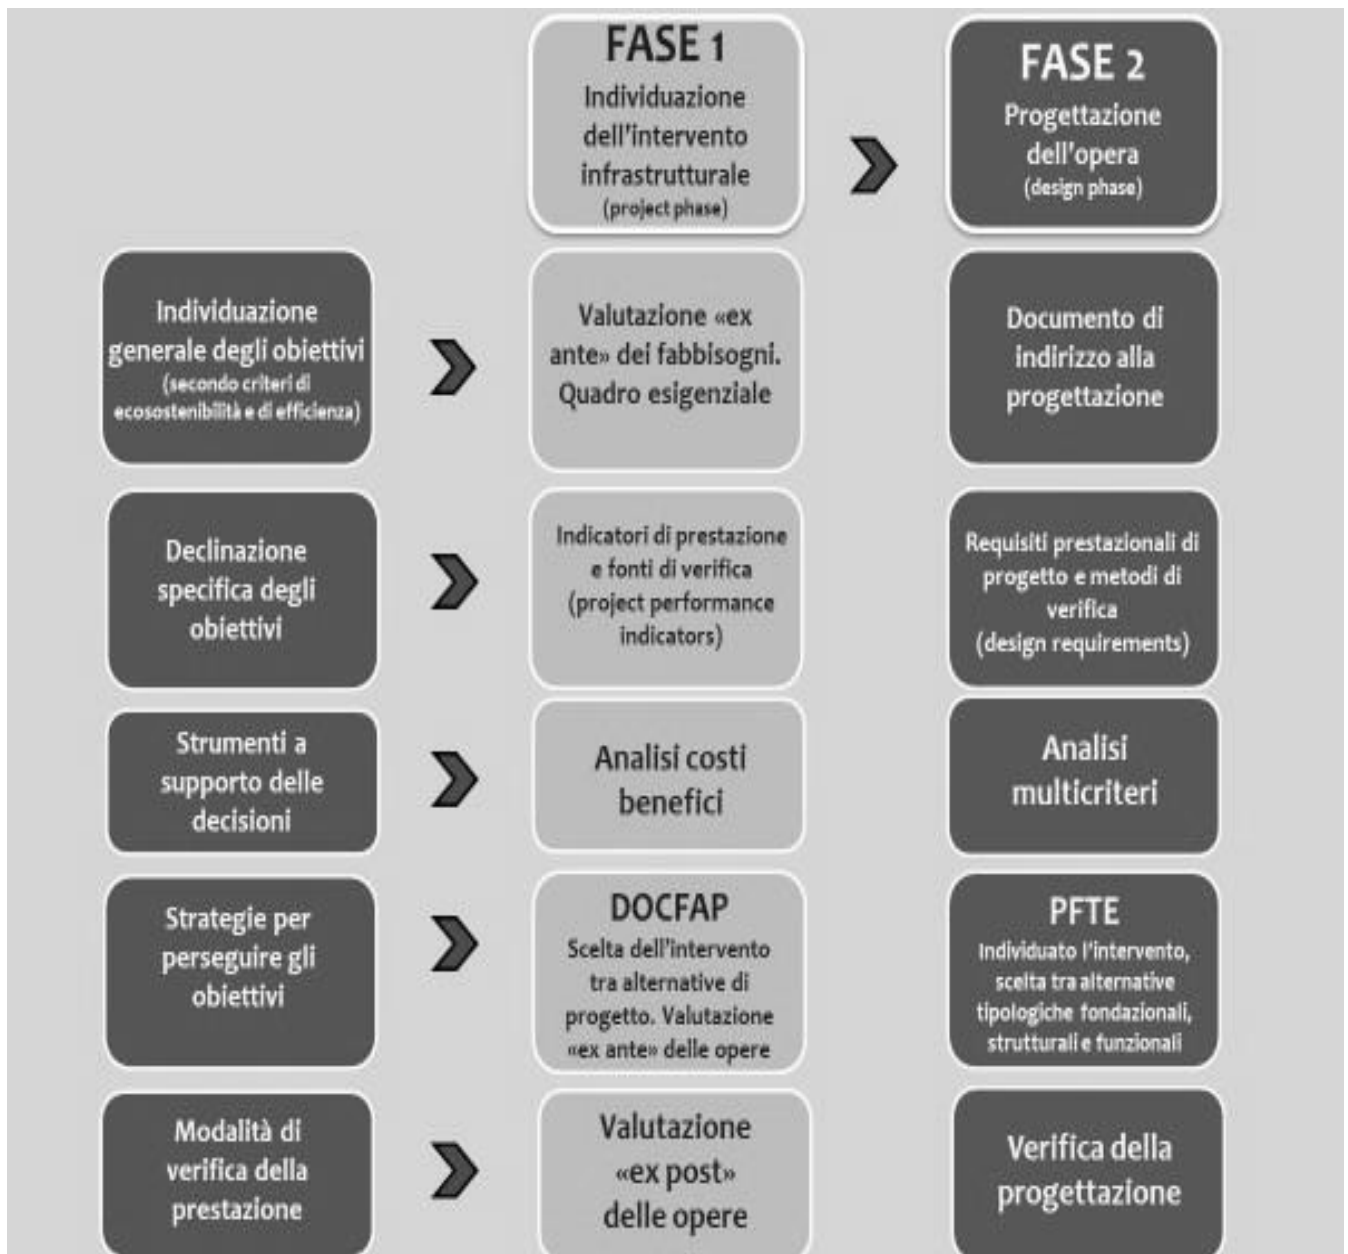 FASE 1
Individuazione
dell'intervento
infrastrutturale
(project phase)
FASE 2
Progettazione
dell'opera
(design phase)
Individuazione
generale degli obiettivi
(secondo criteri di
ecosostenibilità e di efficienza)
Valutazione «ex
ante» dei fabbisogni.
Quadro esigenziale
Documento di
indirizzo alla
progettazione
Declinazione
specifica degli
obiettivi
Indicatori di prestazione
e fonti di verifica
(project performance
indicators)
Requisiti prestazionali di
progetto e metodi di
verifica
(design requirements)
Strumenti a
supporto delle
decisioni
Analisi costi
benefici
Analisi
multicriteri
Strategie per
perseguire gli
obiettivi
DOCFAP
Scelta dell'intervento
tra alternative di
progetto. Valutazione
«ex ante» delle opere
PFTE
Individuato l'intervento,
scelta tra alternative
tipologiche fondazionali,
strutturali e funzionali
Modalità di
verifica della
prestazione
Valutazione
«ex post»
delle opere
Verifica della
progettazione